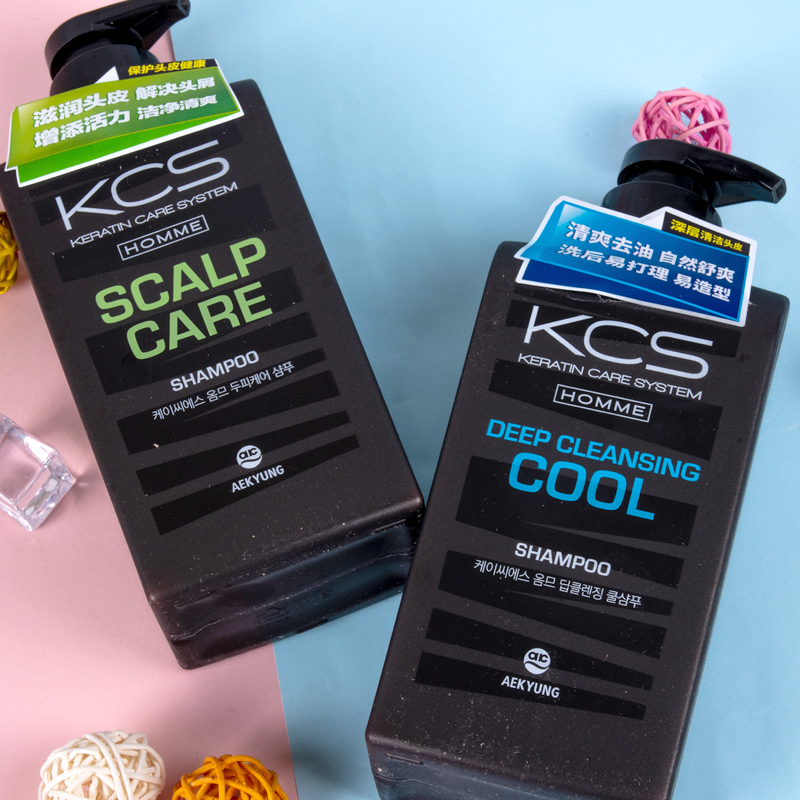 保护头皮健康
滋润头皮 解决头屑
增添活力 洁净清爽
KCS
KERATIN CARE SYSTEM
HOMME
SCALP
CARE
SHAMPOO
케이씨에스 옴므 두피케어 샴푸
AEKYUNG
深层清洁头皮
清爽去油 自然舒爽
洗后易打理 易造型
KCS
KERATIN CARE SYSTEM
HOMME
DEEP CLEANSING
COOL
SHAMPOO
케이씨에스 옴므 딥클렌징 쿨샴푸
AEKYUNG